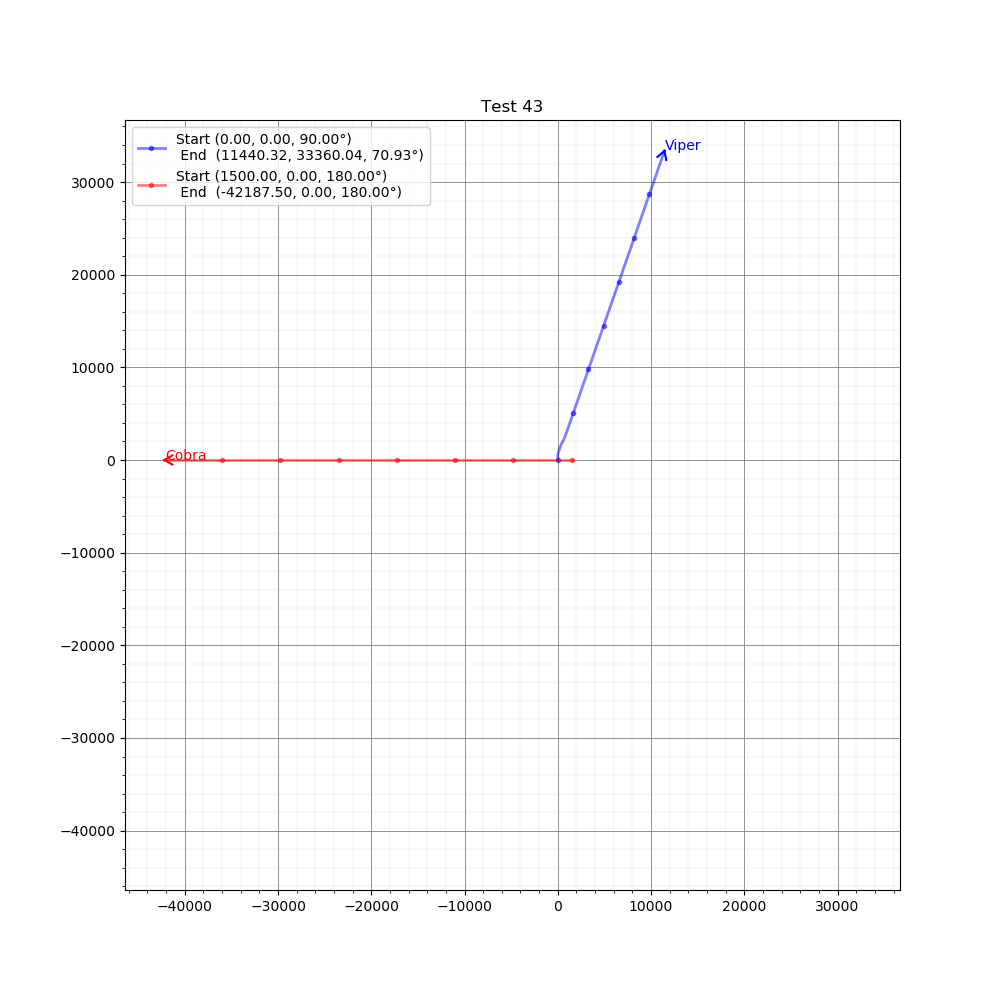 Test 43
Start (0.00, 0.00, 90.00°)
End  (11440.32, 33360.04, 70.93°)
Start (1500.00, 0.00, 180.00°)
End  (-42187.50, 0.00, 180.00°)
Viper
Cobra
30000
20000
10000
0
−10000
−20000
−30000
−40000
−40000 −30000 −20000 −10000 0 10000 20000 30000